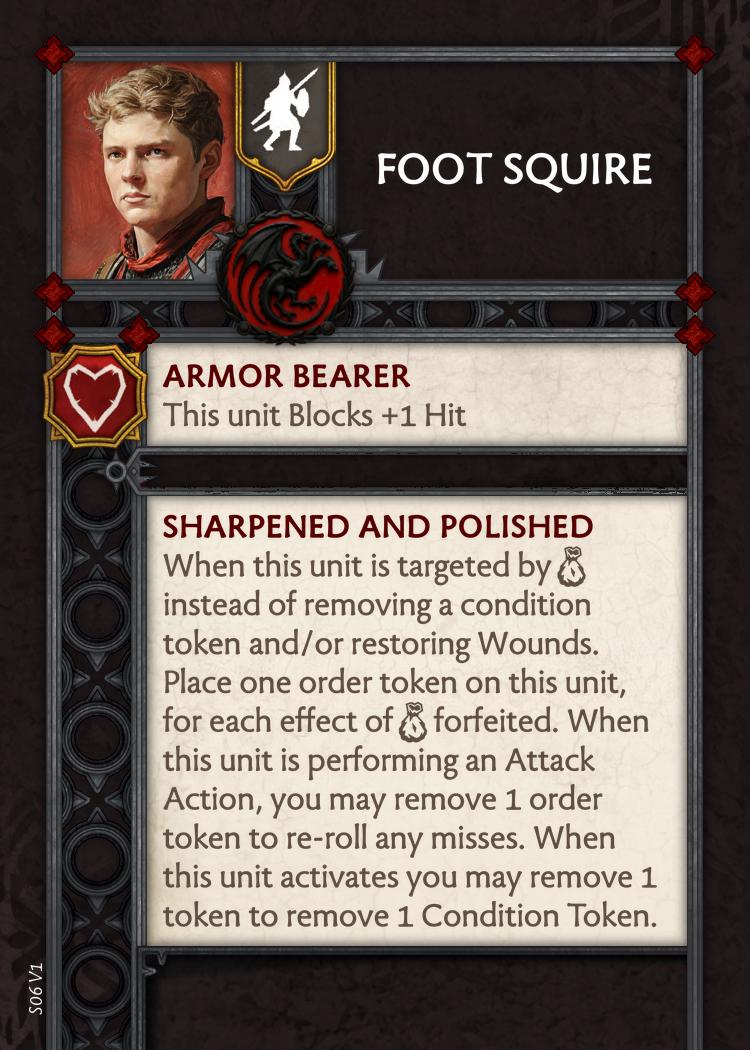 FOOT SQUIRE
ARMOR BEARER
This unit Blocks +1 Hit
SHARPENED AND POLISHED
When this unit is targeted by
instead of removing a condition
token and/or restoring Wounds.
Place one order token on this unit,
for each effect of forfeited. When
this unit is performing an Attack
Action, you may remove 1 order
token to re-roll any misses. When
this unit activates you may remove 1
token to remove 1 Condition Token.
S06 V1